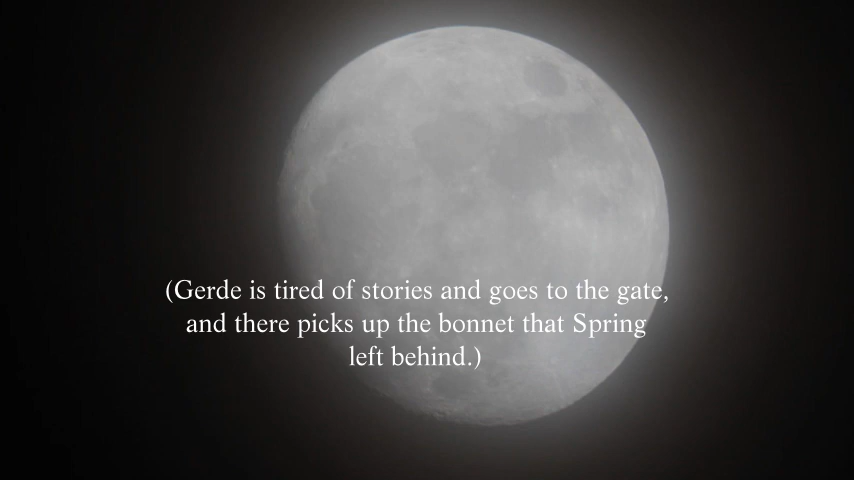 (Gerde is tired of stories and goes to the gate,
and there picks up the bonnet that Spring
left behind.)